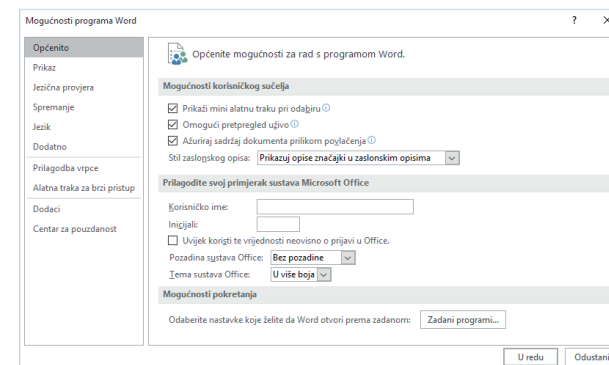 Mogućnosti programa Word
?
Općenito
Prikaz
Jezična provjera
Spremanje
Jezik
Dodatno
Prilagodba vrpce
Alatna traka za brzi pristup
Dodaci
Centar za pouzdanost
Općenite mogućnosti za rad s programom Word.
Mogućnosti korisničkog sučelja
Prikaži mini alatnu traku pri odabiru
Omogući pretpregled uživo
Ažuriraj sadržaj dokumenta prilikom povlačenja
Stil zaslonskog opisa: Prikazuj opise značajki u zaslonskim opisima
Prilagodite svoj primjerak sustava Microsoft Office
Korisničko ime:
Inicijali:
Uvijek koristi te vrijednosti neovisno o prijavi u Office.
Pozadina sustava Office: Bez pozadine
Tema sustava Office: U više boja
Mogućnosti pokretanja
Odaberite nastavke koje želite da Word otvori prema zadanom: Zadani programi...
U redu Odustani